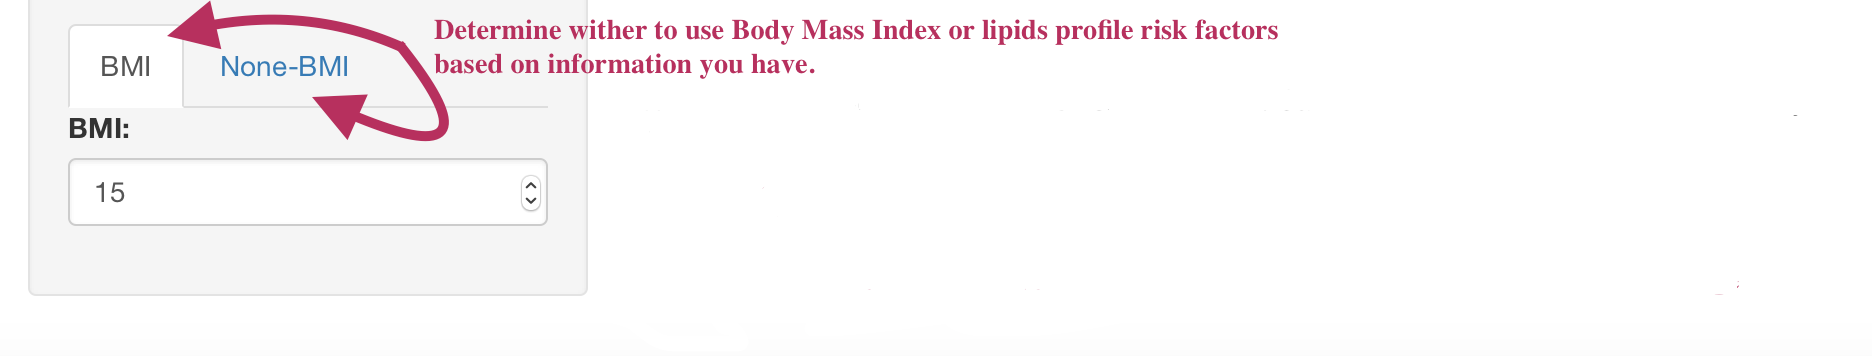 Determine wither to use Body Mass Index or lipids profile risk factors
based on information you have.
BMI
None-BMI
BMI:
15